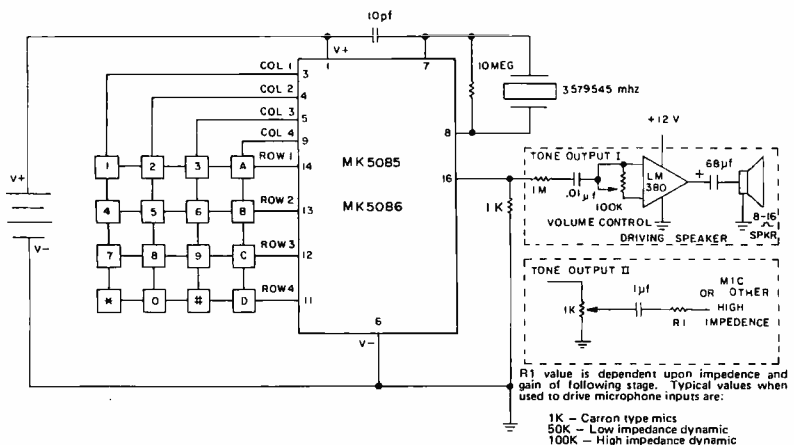 10pf
V+
1
7
COL 1
3
COL 2
4
COL 3
5
COL 4
9
10MEG
3579545 mhz
8
V+
V-
1 2 3 A
ROW 1
14
4 5 6 B
ROW 2
13
7 8 9 C
ROW 3
12
* 0 # D
ROW 4
11
MK5085
MK5086
16
6
V-
1K
TONE OUTPUT I
+12V
1M
.01µf
100K
LM
380
+
68µf
8-16
Ω
SPKR
VOLUME CONTROL
DRIVING SPEAKER
TONE OUTPUT II
1K
1µf
R1
MIC
OR OTHER
HIGH
IMPEDENCE
R1 value is dependent upon impedence and
gain of following stage. Typical values when
used to drive microphone inputs are:
1K – Carron type mics
50K – Low impedance dynamic
100K – High impedance dynamic